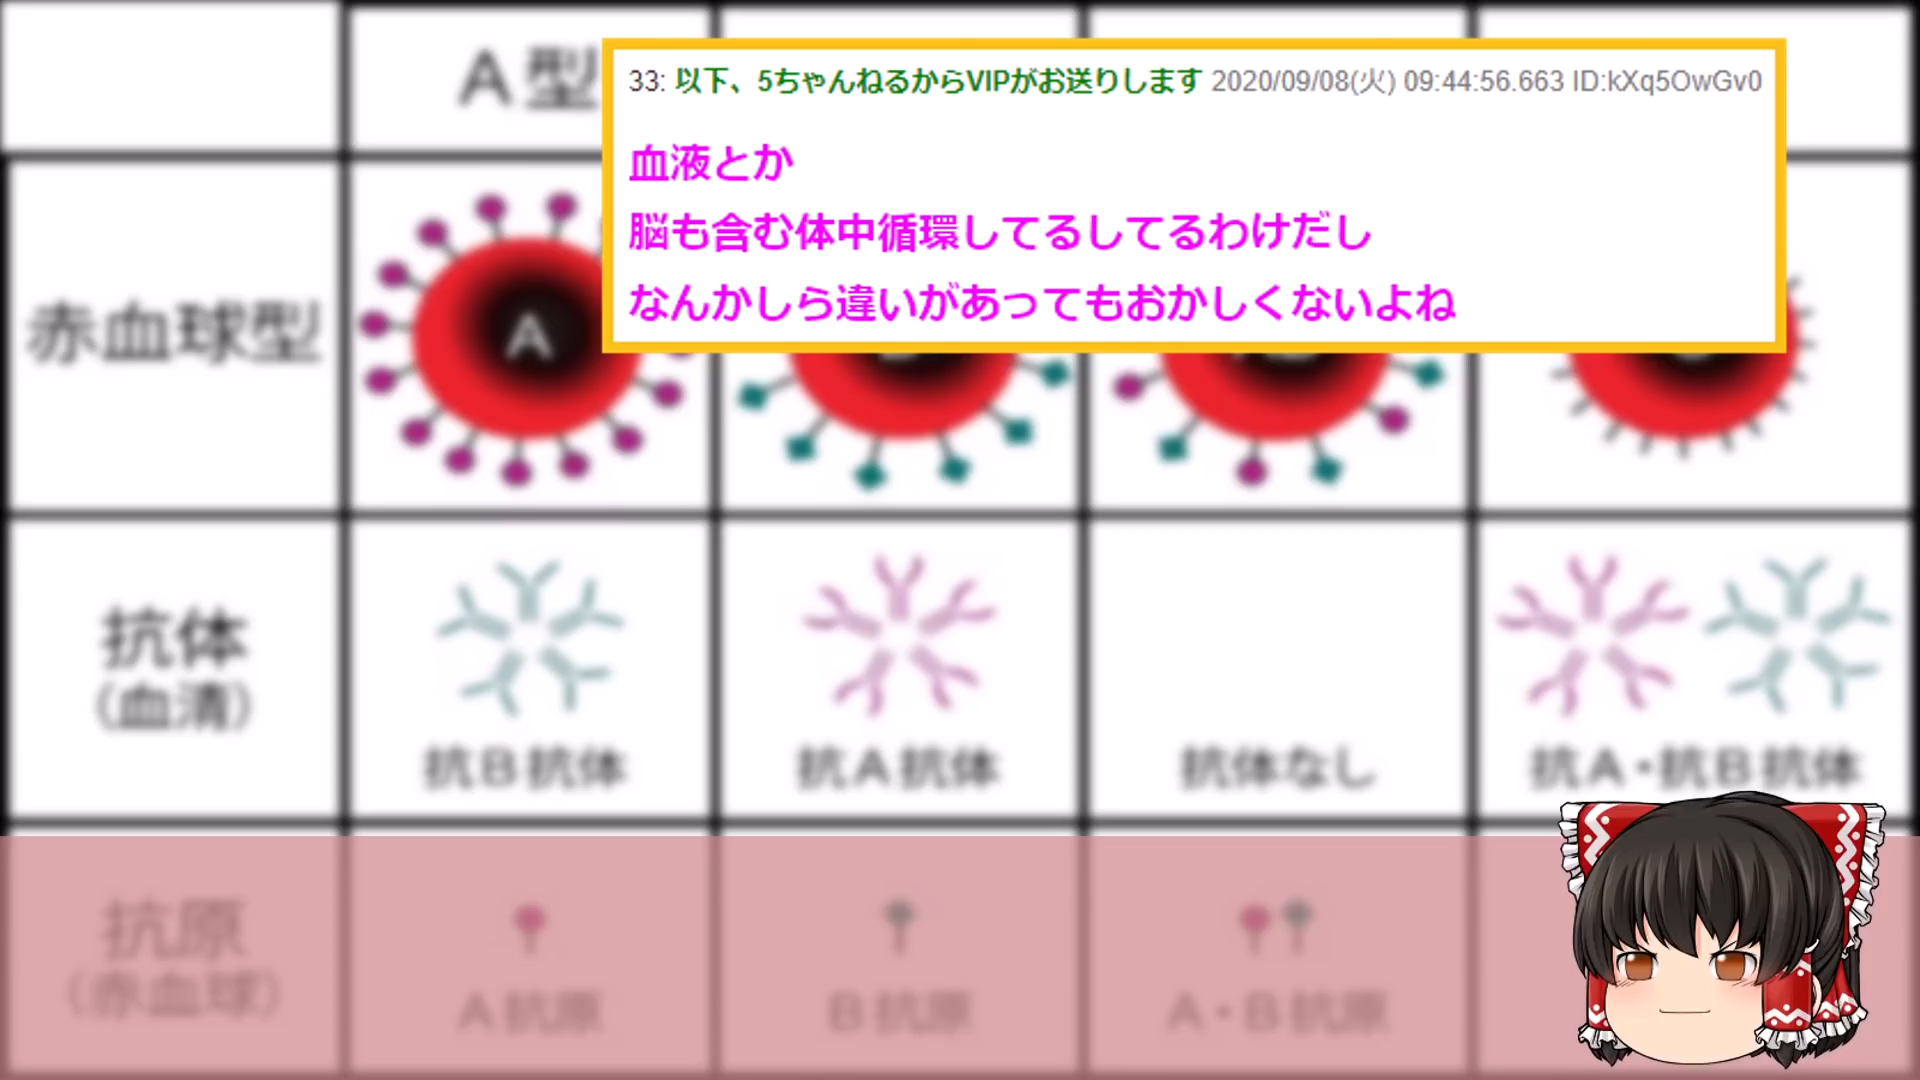 A型
33: 以下、5ちゃんねるからVIPがお送りします 2020/09/08(火) 09:44:56.663 ID:kXq5OwGv0
血液とか
脳も含む体中循環してるしてるわけだし
なんかしら違いがあってもおかしくないよね
赤血球型
A
抗体
(血清)
抗B抗体
抗A抗体
抗体なし
抗A・抗B抗体
抗原
(赤血球)
A抗原
B抗原
A・B抗原